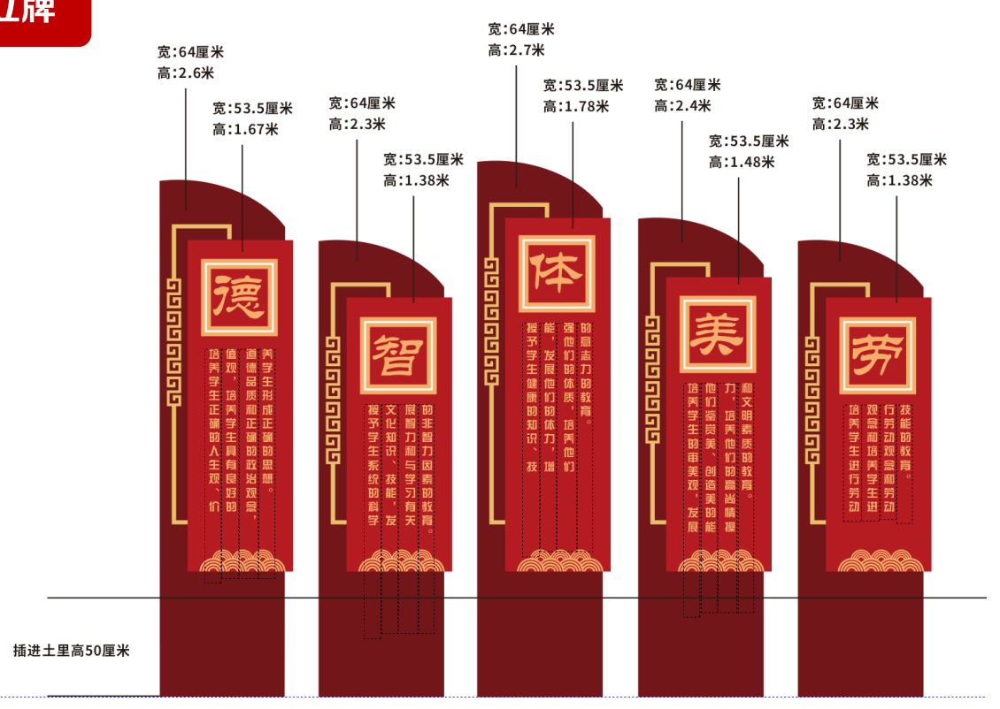 立牌
宽:64厘米
高:2.6米
宽:53.5厘米
高:1.67米
德
培养学生正确的人生观、价
值观，培养学生具有良好的
道德品质和正确的政治观念，
养学生形成正确的思想。
宽:64厘米
高:2.3米
宽:53.5厘米
高:1.38米
智
授予学生系统的科学
文化知识、技能，发
展智力和与学习有关
的非智力因素的教育。
宽:64厘米
高:2.7米
宽:53.5厘米
高:1.78米
体
授予学生健康的知识、技
能，发展他们的体力，增
强他们的体质，培养他们
的意志力的教育。
宽:64厘米
高:2.4米
宽:53.5厘米
高:1.48米
美
培养学生的审美观，发展
他们鉴赏美、创造美的能
力，培养他们的高尚情操
和文明素质的教育。
宽:64厘米
高:2.3米
宽:53.5厘米
高:1.38米
劳
培养学生进行劳动
观念和培养学生进
行劳动观念和劳动
技能的教育。
插进土里高50厘米